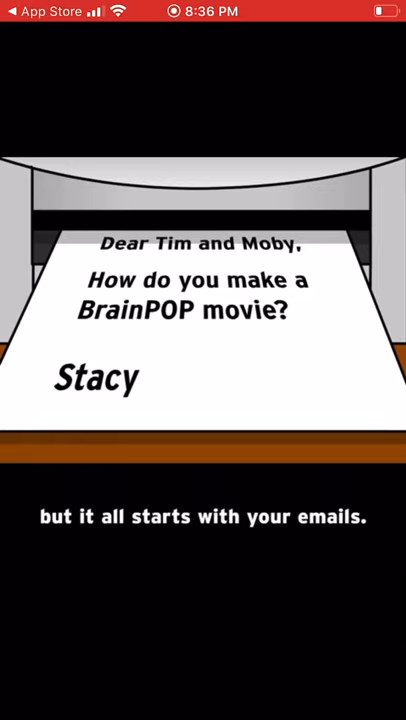 App Store 8:36 PM
Dear Tim and Moby,
How do you make a
BrainPOP movie?
Stacy
but it all starts with your emails.